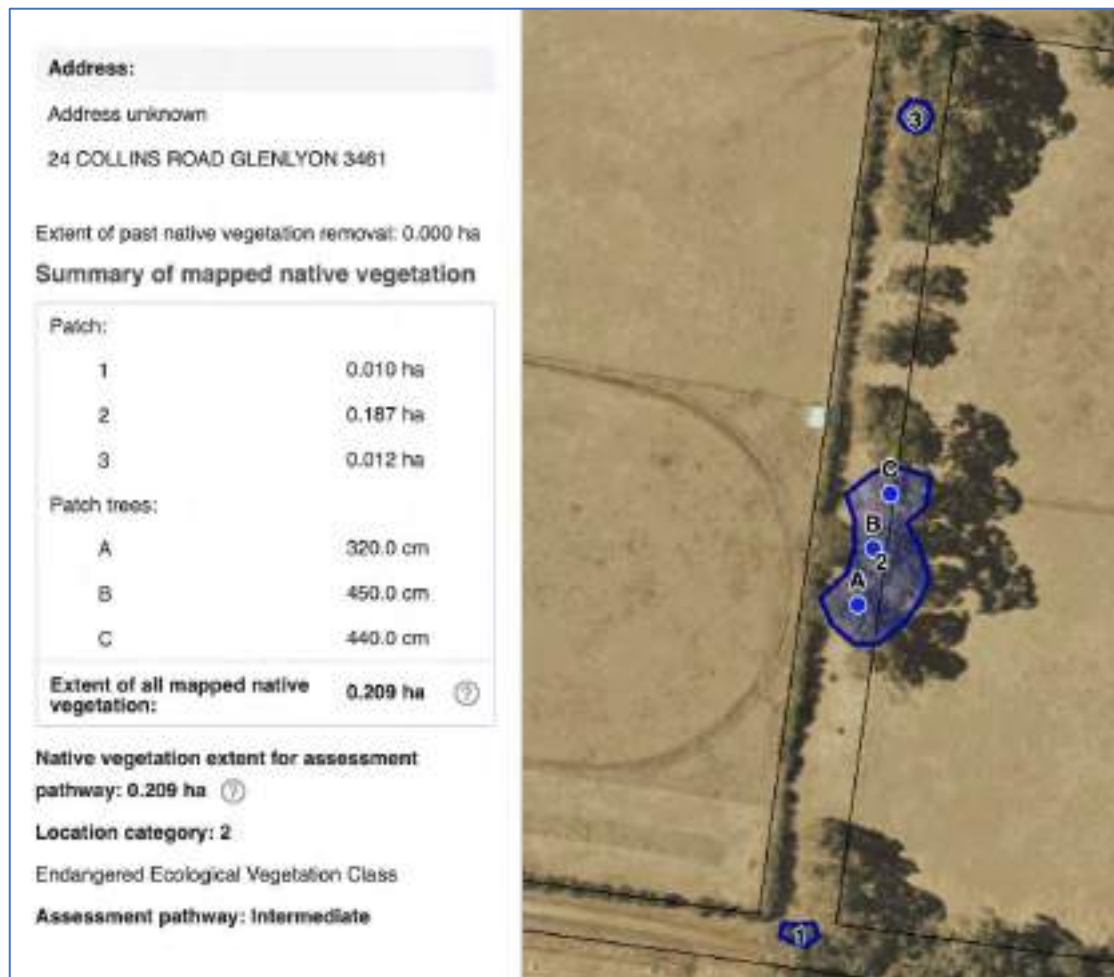 Address:
Address unknown
24 COLLINS ROAD GLENLYON 3461
Extent of past native vegetation removal: 0.000 ha
Summary of mapped native vegetation
Patch:
1 0.010 ha
2 0.187 ha
3 0.012 ha
Patch trees:
A 320.0 cm
B 450.0 cm
C 440.0 cm
Extent of all mapped native
vegetation: 0.209 ha ?
Native vegetation extent for assessment
pathway: 0.209 ha ?
Location category: 2
Endangered Ecological Vegetation Class
Assessment pathway: Intermediate
3
C
B
2
A
1